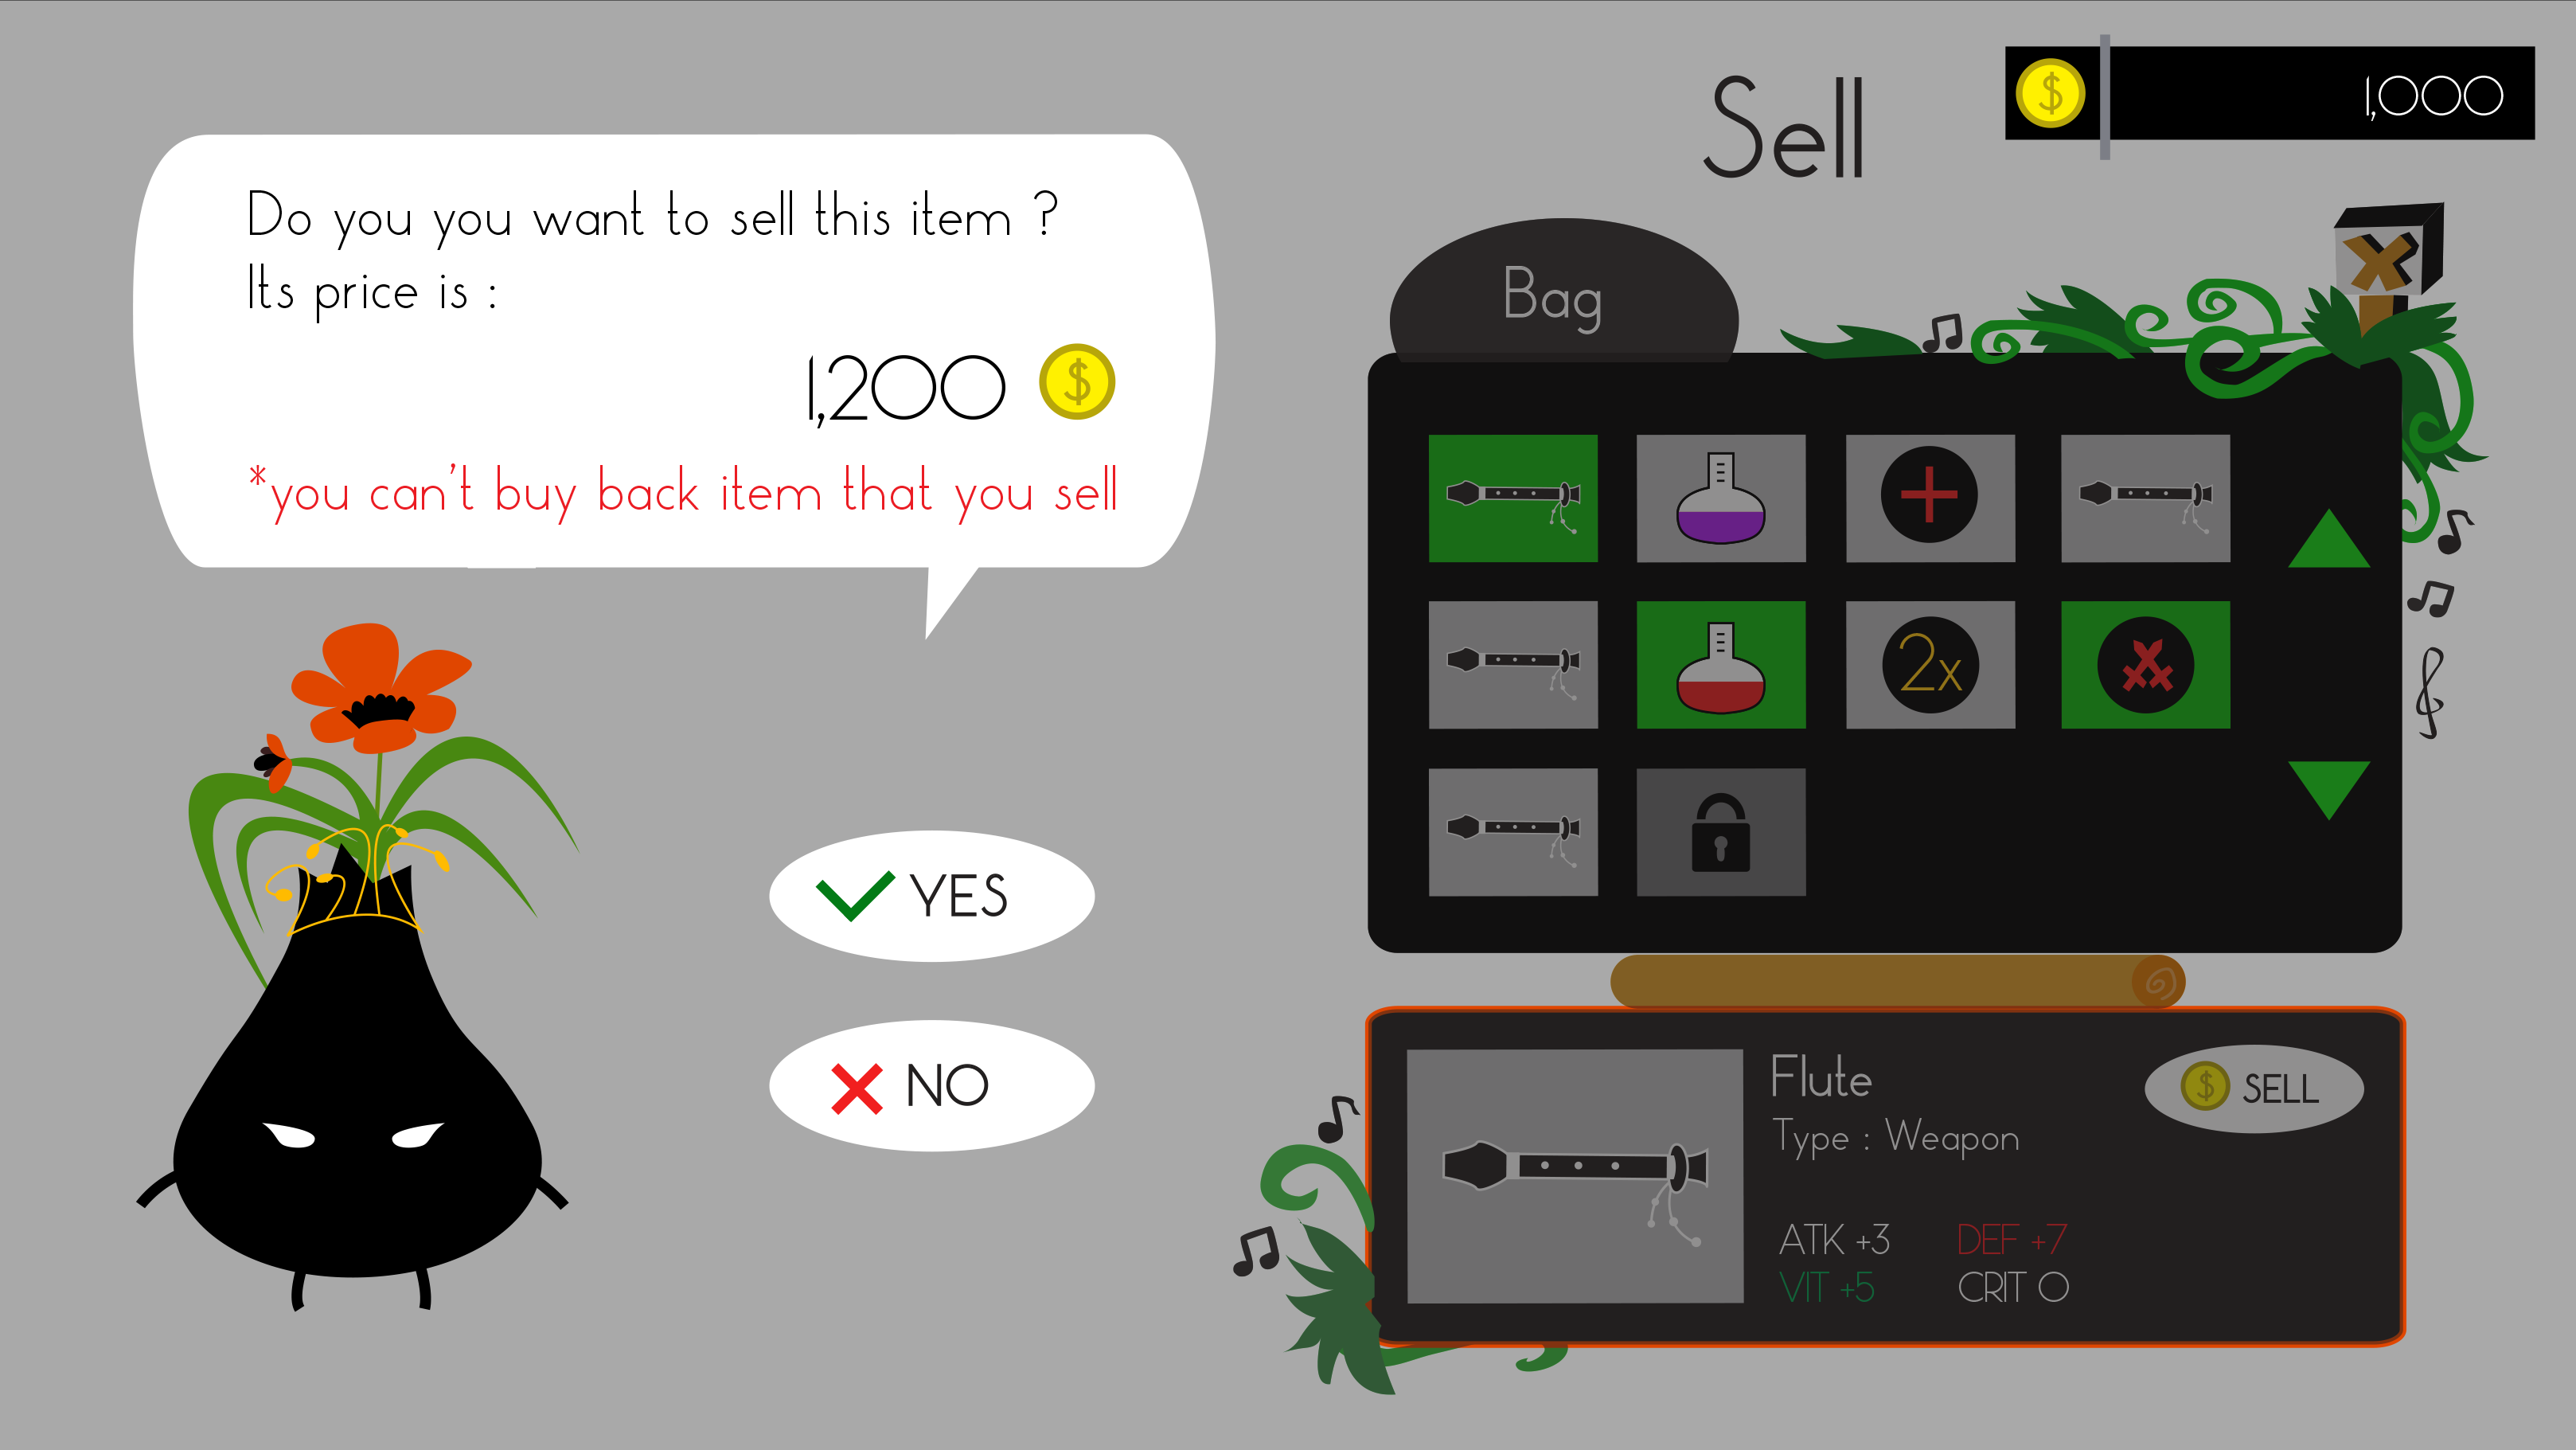 Sell
1,000
Do you you want to sell this item ?
Its price is :
1,200
*you can't buy back item that you sell
YES
NO
Bag
2x
Flute
Type : Weapon
SELL
ATK +3
DEF +7
VIT +5
CRIT 0